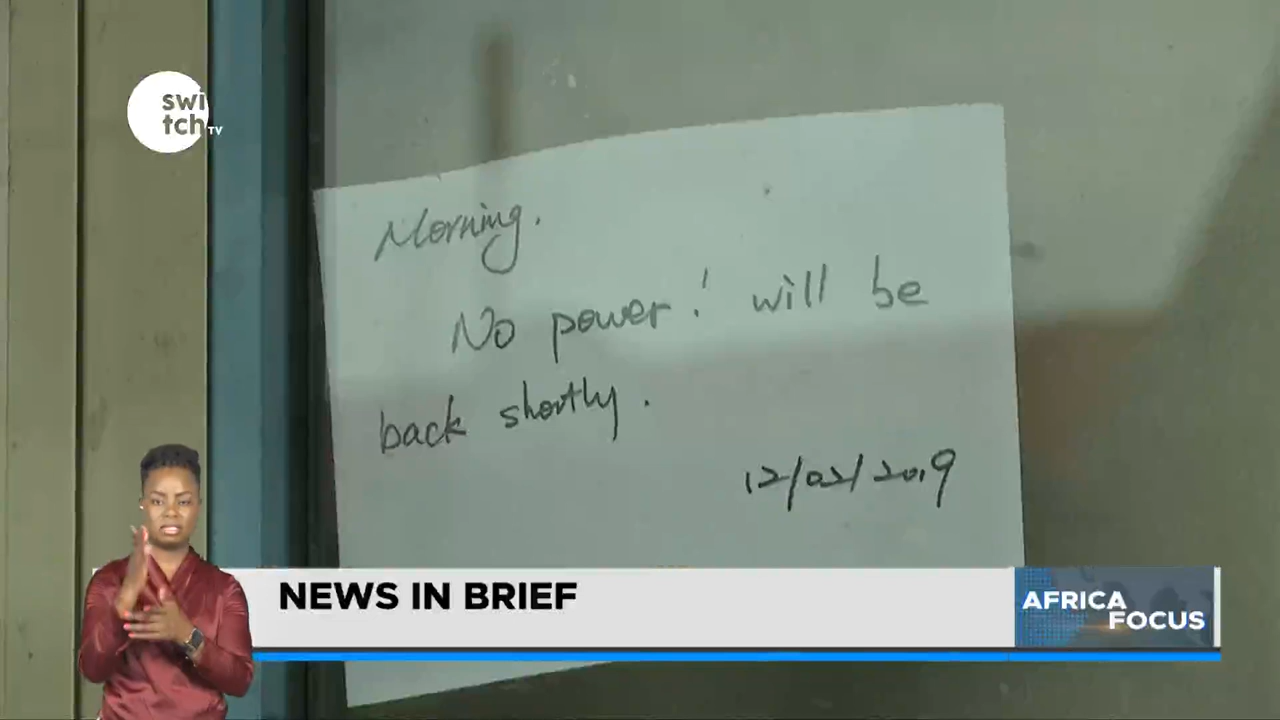 swi
tch TV
Morning.
No power! will be
back shortly.
12/02/2019
NEWS IN BRIEF
AFRICA
FOCUS